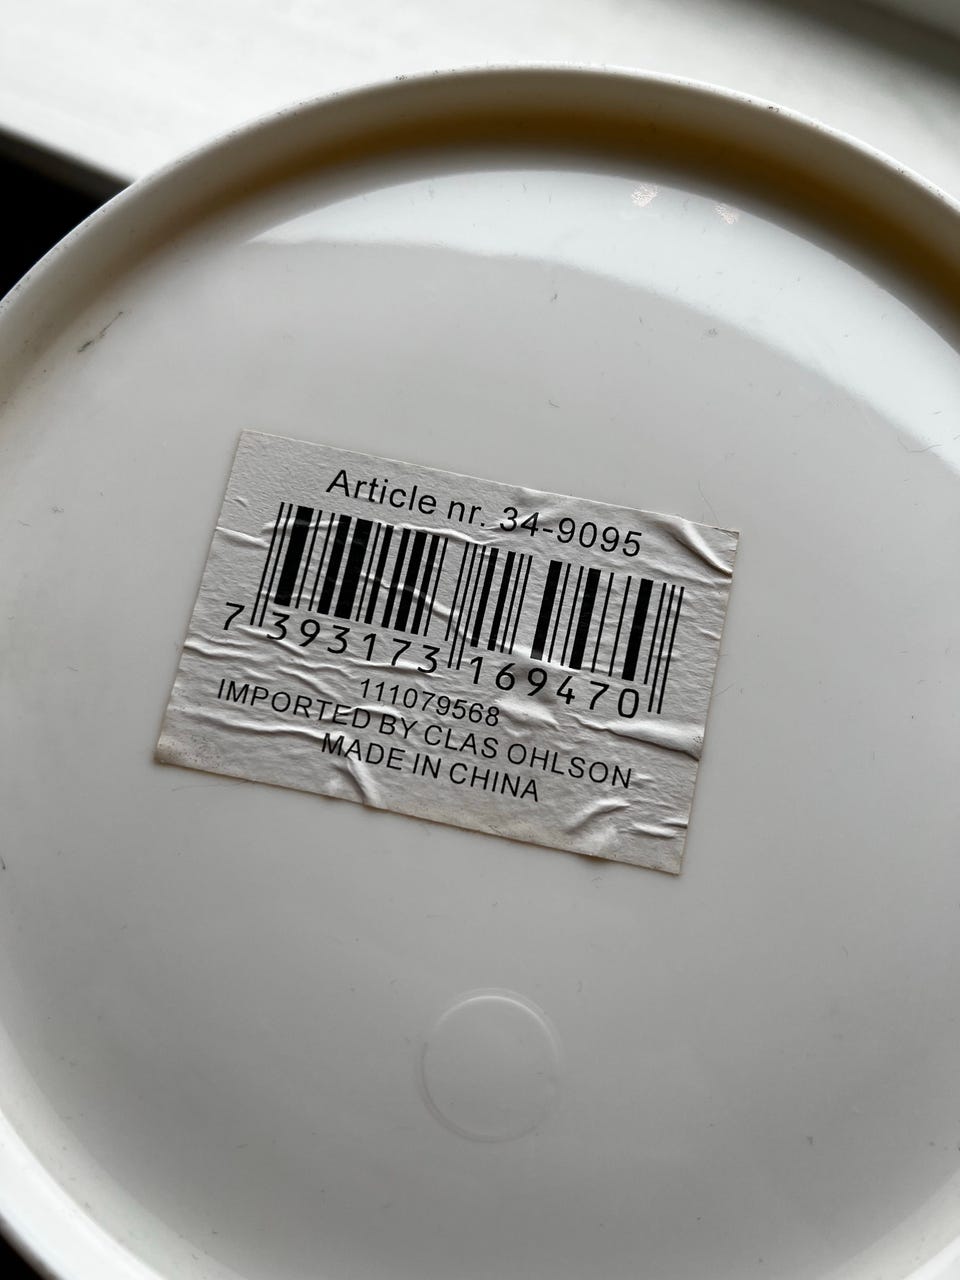 Article nr. 34-9095
7 393173 169470
111079568
IMPORTED BY CLAS OHLSON
MADE IN CHINA